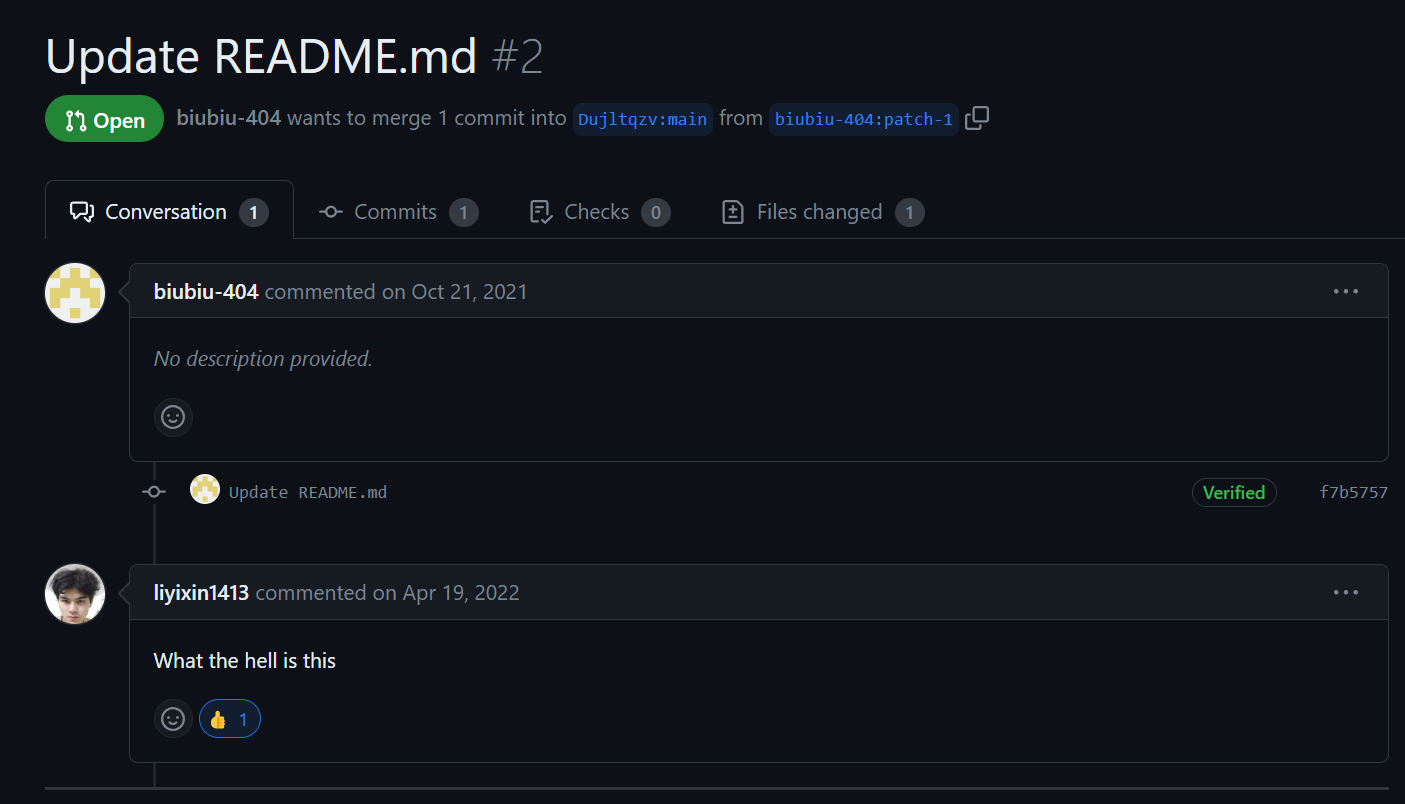 Update README.md #2
Open biubiu-404 wants to merge 1 commit into Dujltqzv:main from biubiu-404:patch-1
Conversation 1 Commits 1 Checks 0 Files changed 1
biubiu-404 commented on Oct 21, 2021
No description provided.
Update README.md Verified f7b5757
liyixin1413 commented on Apr 19, 2022
What the hell is this
👍 1